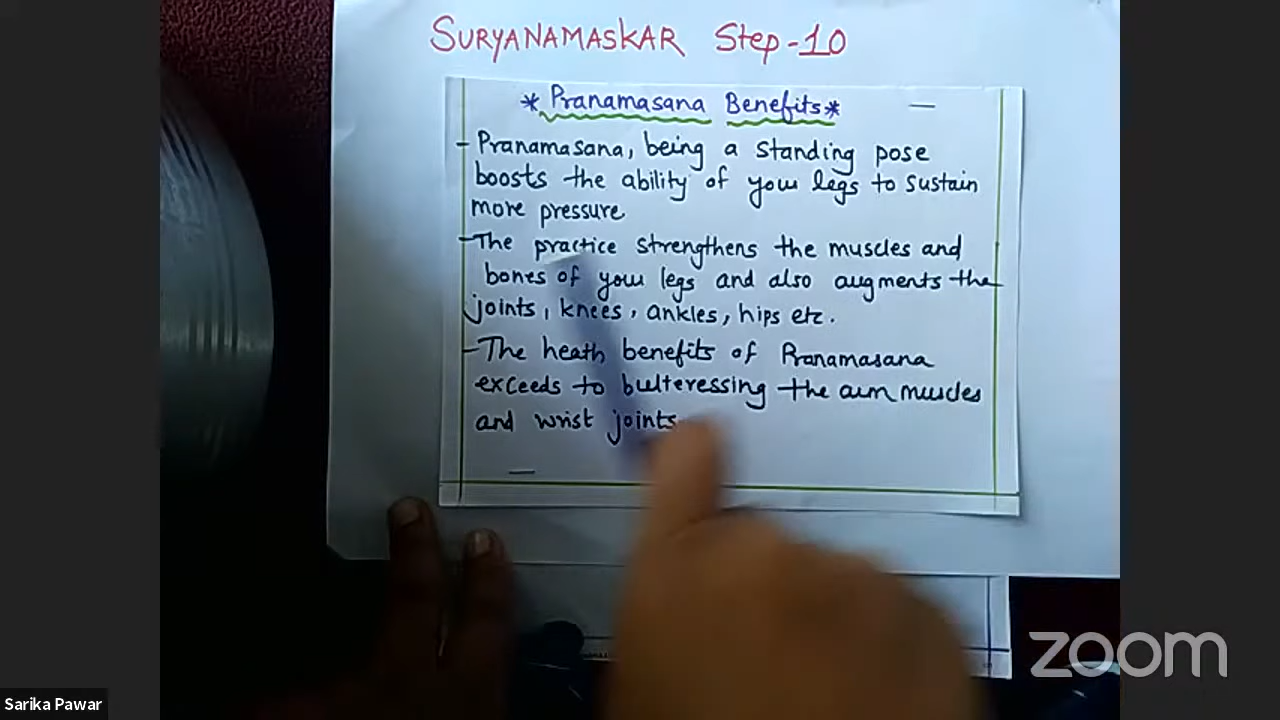 SURYANAMASKAR Step-10
* Pranamasana Benefits *
- Pranamasana, being a standing pose
boosts the ability of your legs to sustain
more pressure
- The practice strengthens the muscles and
bones of your legs and also augments the
joints, knees, ankles, hips etc.
- The heath benefits of Pranamasana
exceeds to bulteressing the arm muscles
and wrist joints.
zoom
Sarika Pawar